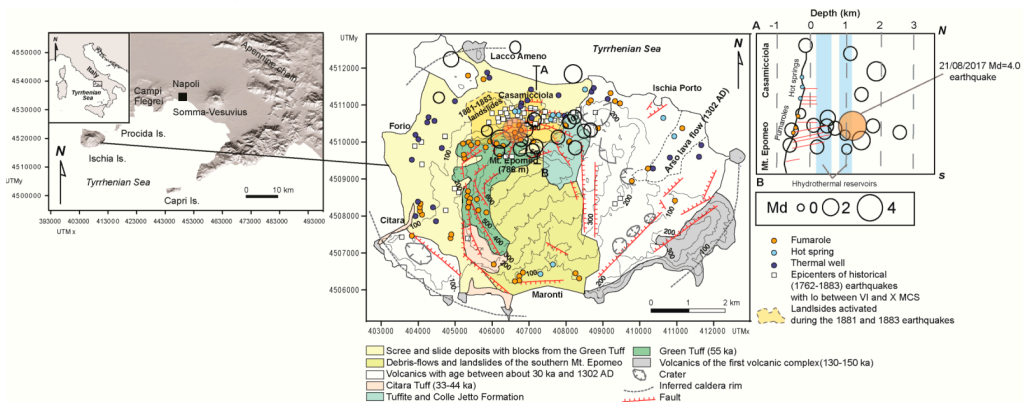 UTMy
4550000
4540000
4530000
4520000
4510000
4500000
N
Italy
Tyrrhenian
Sea
Apennine chain
Napoli
Campi
Flegrei
Somma-Vesuvius
Procida Is.
Ischia Is.
N
Tyrrhenian Sea
Capri Is.
0 10 km
393000 413000 433000 453000 473000 493000
UTM x
UTMy
4512000
4511000
4510000
4509000
4508000
4507000
4506000
Lacco Ameno
Tyrrhenian Sea
N
A
Casamicciola
1881-1883
landslides
Ischia Porto
Forio
Arso lava flow (1302 AD)
Mt. Epomeo
(788 m)
B
Citara
Maronti
100
200
300
400
500
0 1 2 km
403000 404000 405000 406000 407000 408000 409000 410000 411000 412000 UTMx
A
Depth (km)
-1 0 1 2 3
N
Casamicciola
Mt. Epomeo
Hot springs
Fumaroles
21/08/2017 Md=4.0
earthquake
B
S
Hhydrothermal reservoirs
Md 0 2 4
Fumarole
Hot spring
Thermal well
Epicenters of historical
(1762-1883) earthquakes
with Io between VI and X MCS
Landsides activated
during the 1881 and 1883 earthquakes
Scree and slide deposits with blocks from the Green Tuff
Debris-flows and landslides of the southern Mt. Epomeo
Volcanics with age between about 30 ka and 1302 AD
Citara Tuff (33-44 ka)
Tuffite and Colle Jetto Formation
Green Tuff (55 ka)
Volcanics of the first volcanic complex(130-150 ka)
Crater
Inferred caldera rim
Fault